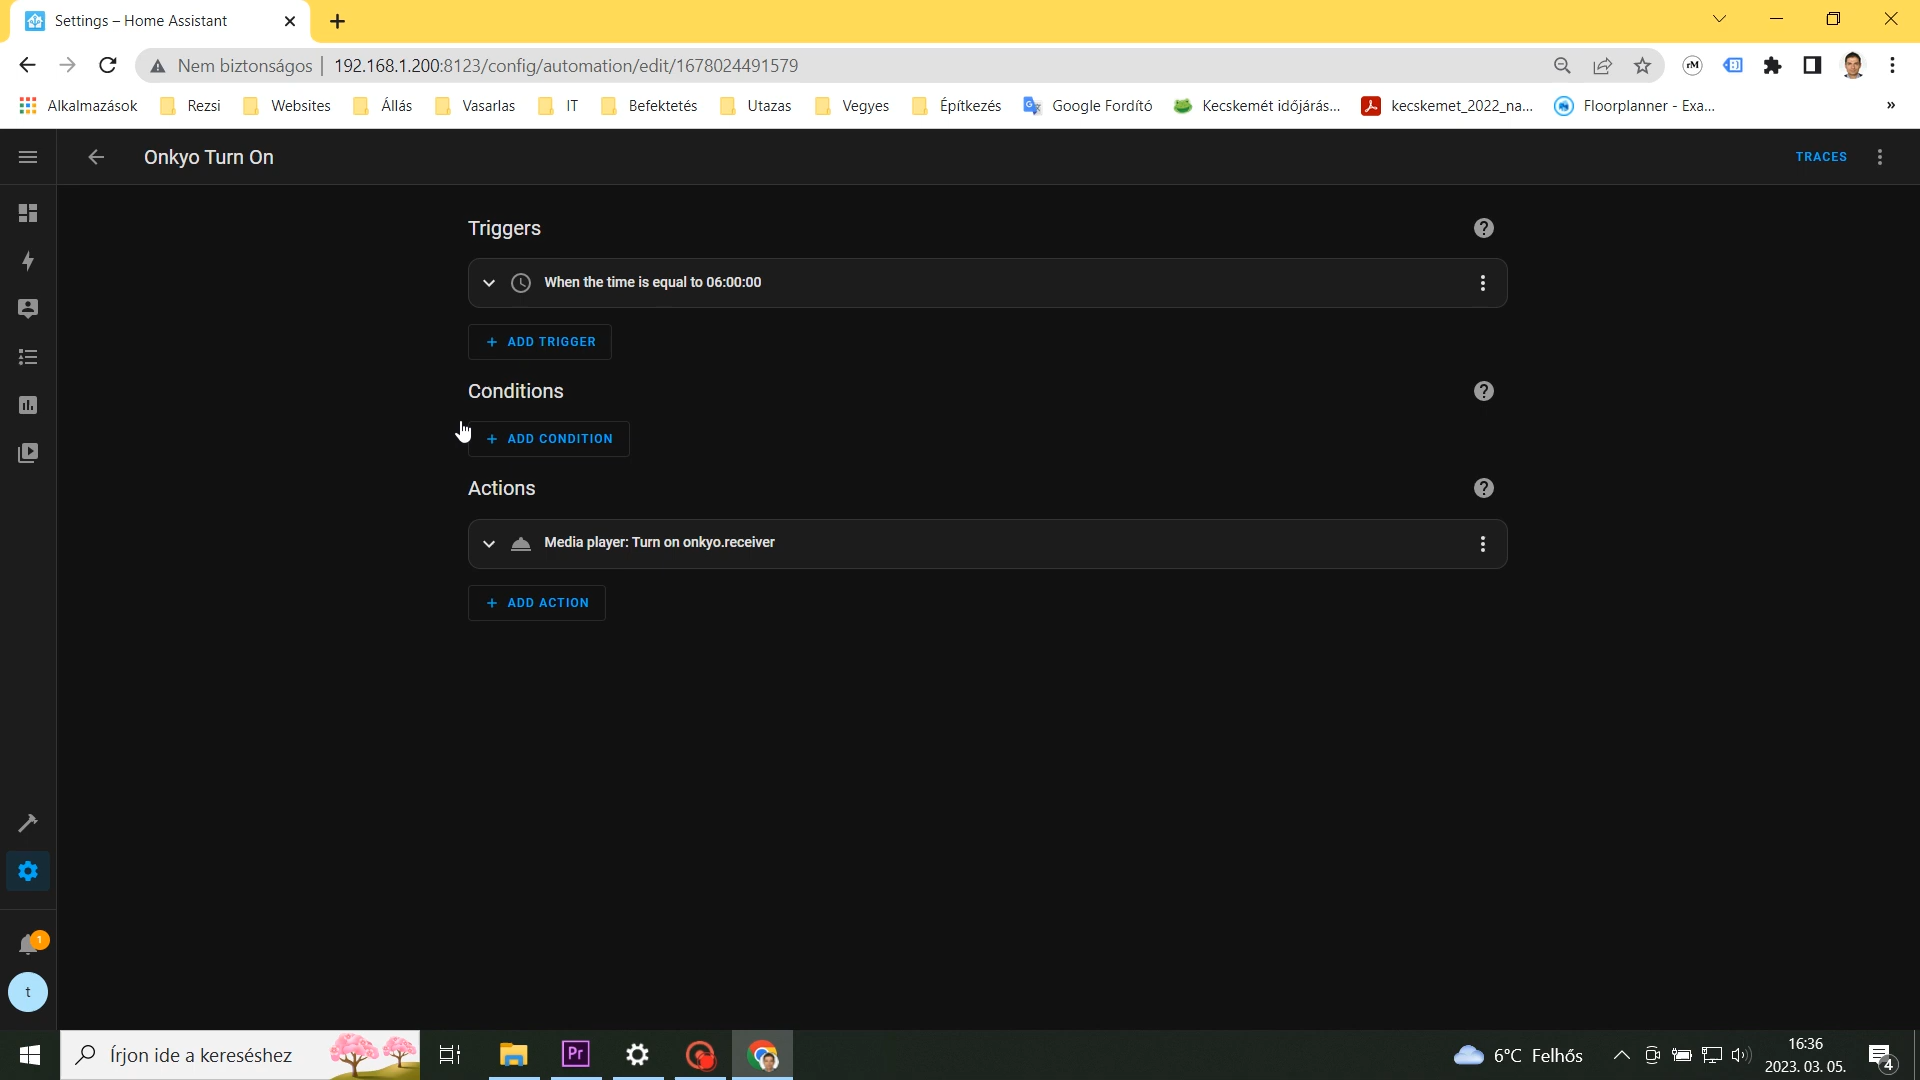 Settings – Home Assistant
Nem biztonságos | 192.168.1.200:8123/config/automation/edit/1678024491579
rM
Alkalmazások Rezsi Websites Állás Vasarlas IT Befektetés Utazas Vegyes Építkezés Google Fordító Kecskemét időjárás... kecskemet_2022_na... Floorplanner - Exa... »
Onkyo Turn On
TRACES
Triggers
When the time is equal to 06:00:00
+ ADD TRIGGER
Conditions
+ ADD CONDITION
Actions
Media player: Turn on onkyo.receiver
+ ADD ACTION
1
t
Írjon ide a kereséshez
Pr
6°C Felhős
16:36
2023. 03. 05.
4